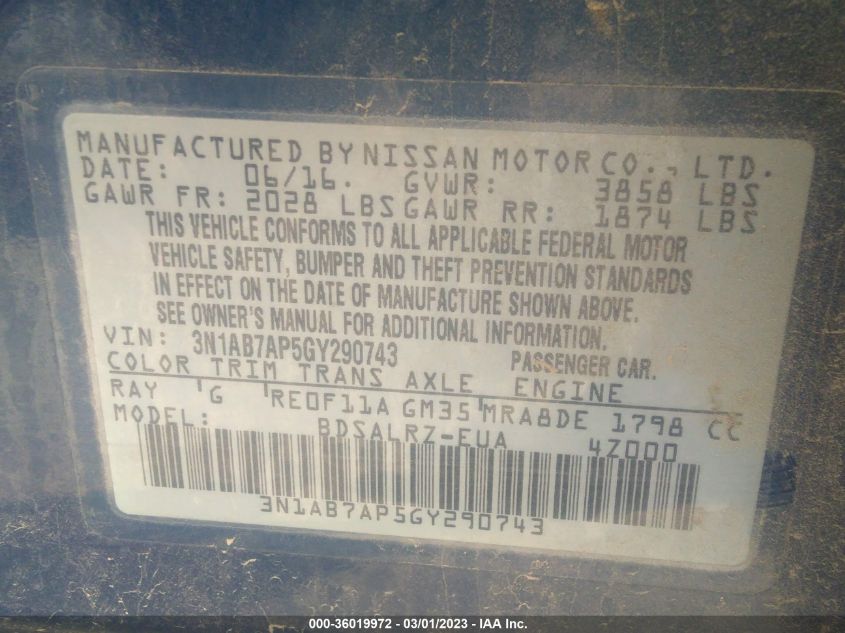 MANUFACTURED BY NISSAN MOTOR CO., LTD.
DATE: 06/16. GVWR: 3858 LBS
GAWR FR: 2028 LBS GAWR RR: 1874 LBS
THIS VEHICLE CONFORMS TO ALL APPLICABLE FEDERAL MOTOR
VEHICLE SAFETY, BUMPER AND THEFT PREVENTION STANDARDS
IN EFFECT ON THE DATE OF MANUFACTURE SHOWN ABOVE.
SEE OWNER'S MANUAL FOR ADDITIONAL INFORMATION.
VIN: 3N1AB7AP5GY290743 PASSENGER CAR.
COLOR TRIM TRANS AXLE ENGINE
RAY G RE0F11A GM35 MRA8DE 1798 CC
MODEL: BDSALRZ-EUA 4Z000
3N1AB7AP5GY290743
000-36019972 - 03/01/2023 - IAA Inc.